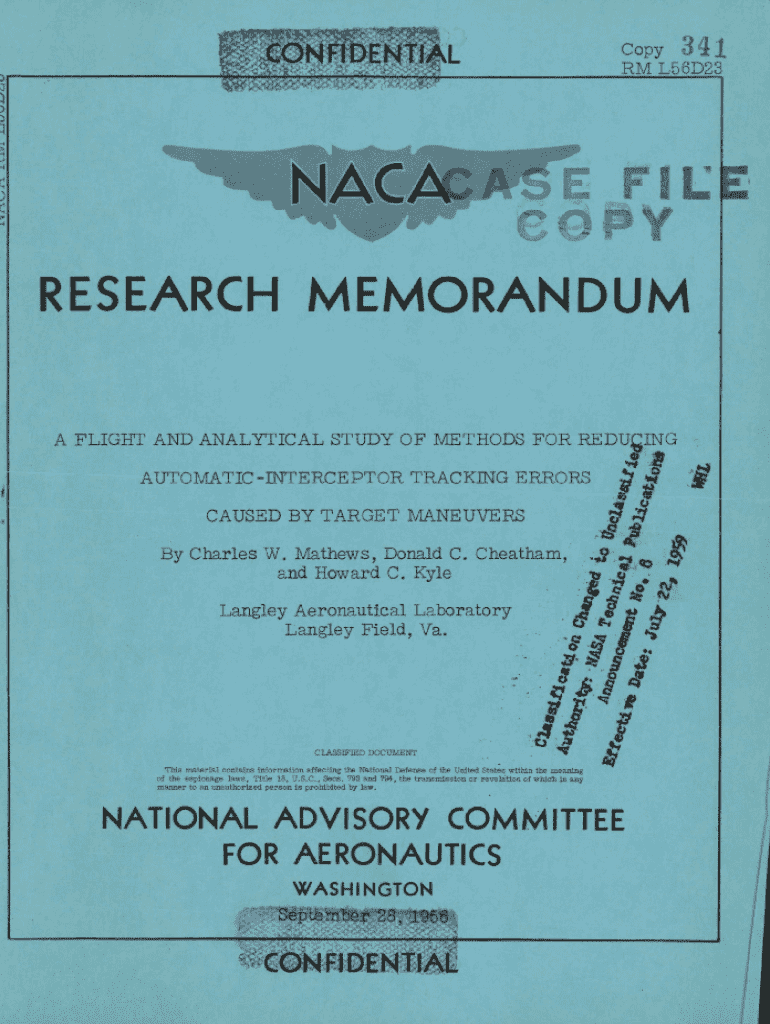 CONFIDENTIAL
Copy 341
RM L56D23
NACA
CASE FILE
COPY
RESEARCH MEMORANDUM
A FLIGHT AND ANALYTICAL STUDY OF METHODS FOR REDUCING
AUTOMATIC-INTERCEPTOR TRACKING ERRORS
CAUSED BY TARGET MANEUVERS
By Charles W. Mathews, Donald C. Cheatham,
and Howard C. Kyle
Langley Aeronautical Laboratory
Langley Field, Va.
Classification Changed to Unclassified
Authority: NASA Technical Publications
Announcement No. 8
Effective Date: July 22, 1959
WHL
CLASSIFIED DOCUMENT
This material contains information affecting the National Defense of the United States within the meaning
of the espionage laws, Title 18, U.S.C., Secs. 793 and 794, the transmission or revelation of which in any
manner to an unauthorized person is prohibited by law.
NATIONAL ADVISORY COMMITTEE
FOR AERONAUTICS
WASHINGTON
September 28, 1956
CONFIDENTIAL